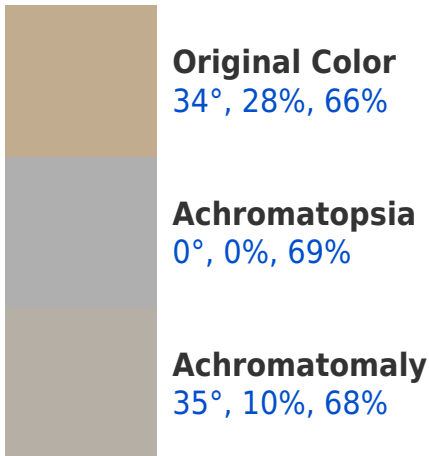 Original Color
34°, 28%, 66%
Achromatopsia
0°, 0%, 69%
Achromatomaly
35°, 10%, 68%